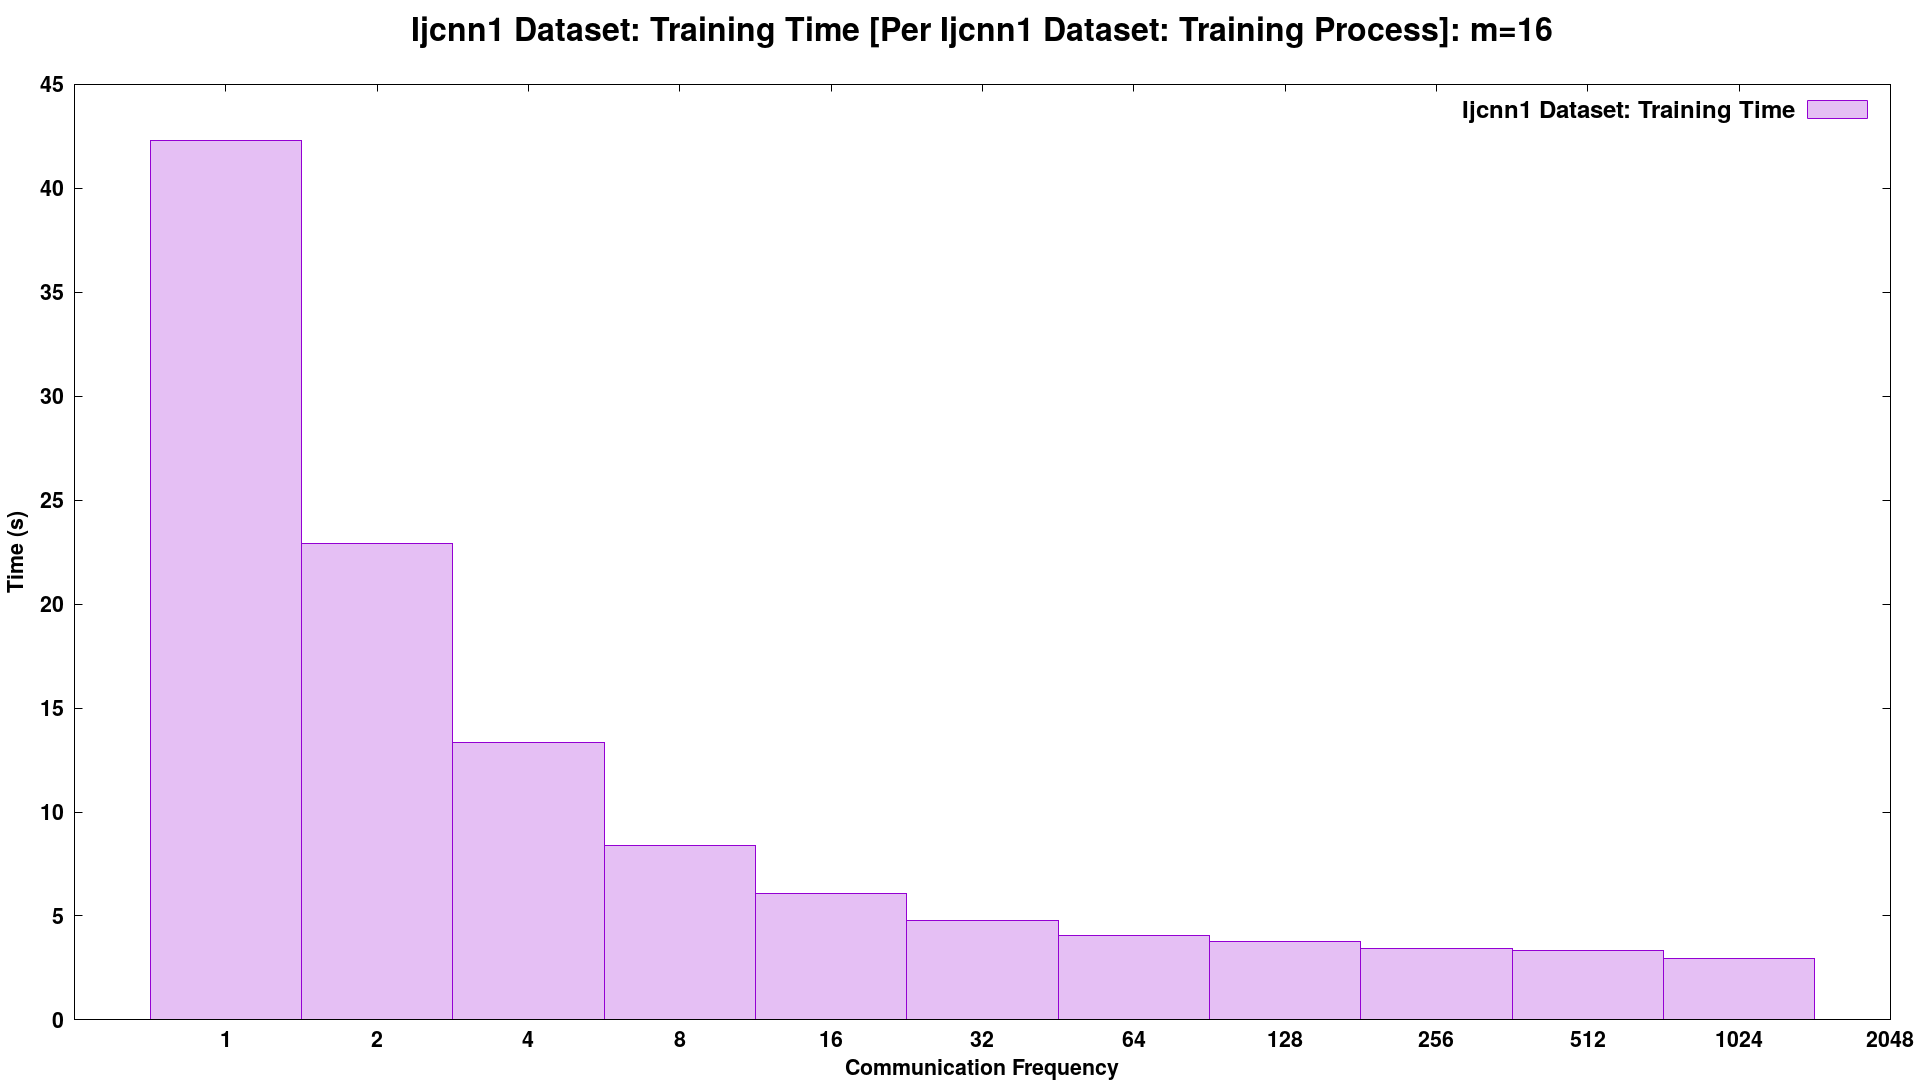 Ijcnn1 Dataset: Training Time [Per Ijcnn1 Dataset: Training Process]: m=16
Ijcnn1 Dataset: Training Time
45
40
35
30
25
20
15
10
5
0
Time (s)
1 2 4 8 16 32 64 128 256 512 1024 2048
Communication Frequency